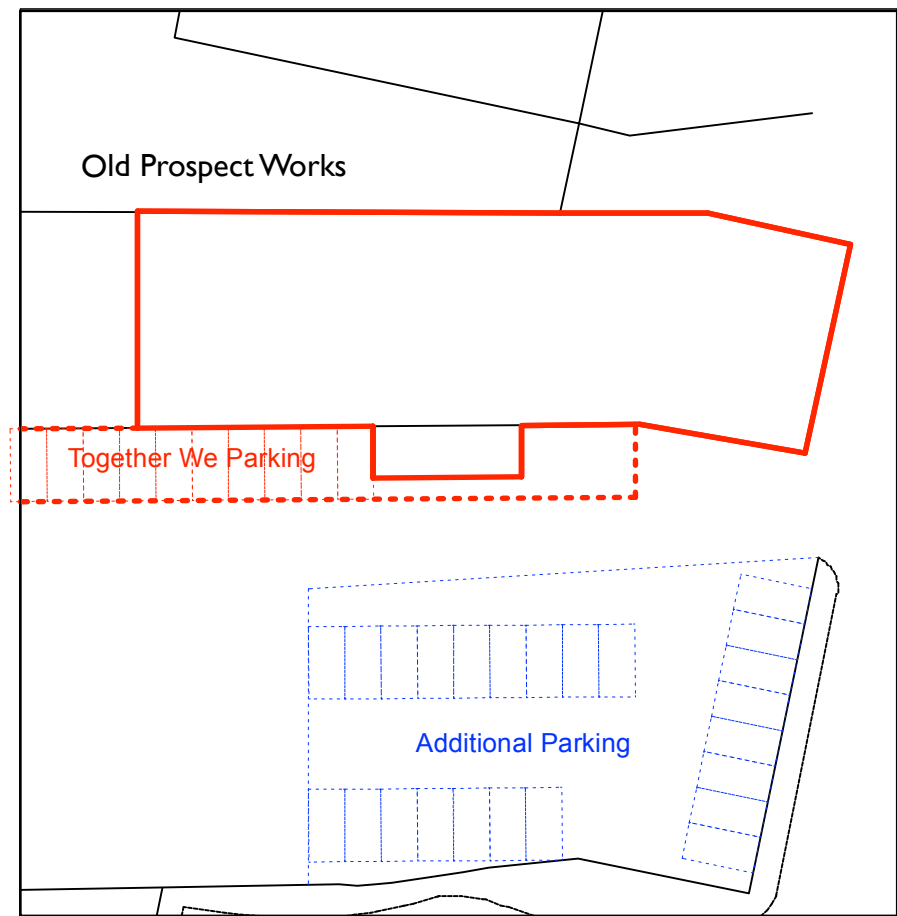 Old Prospect Works
Together We Parking
Additional Parking